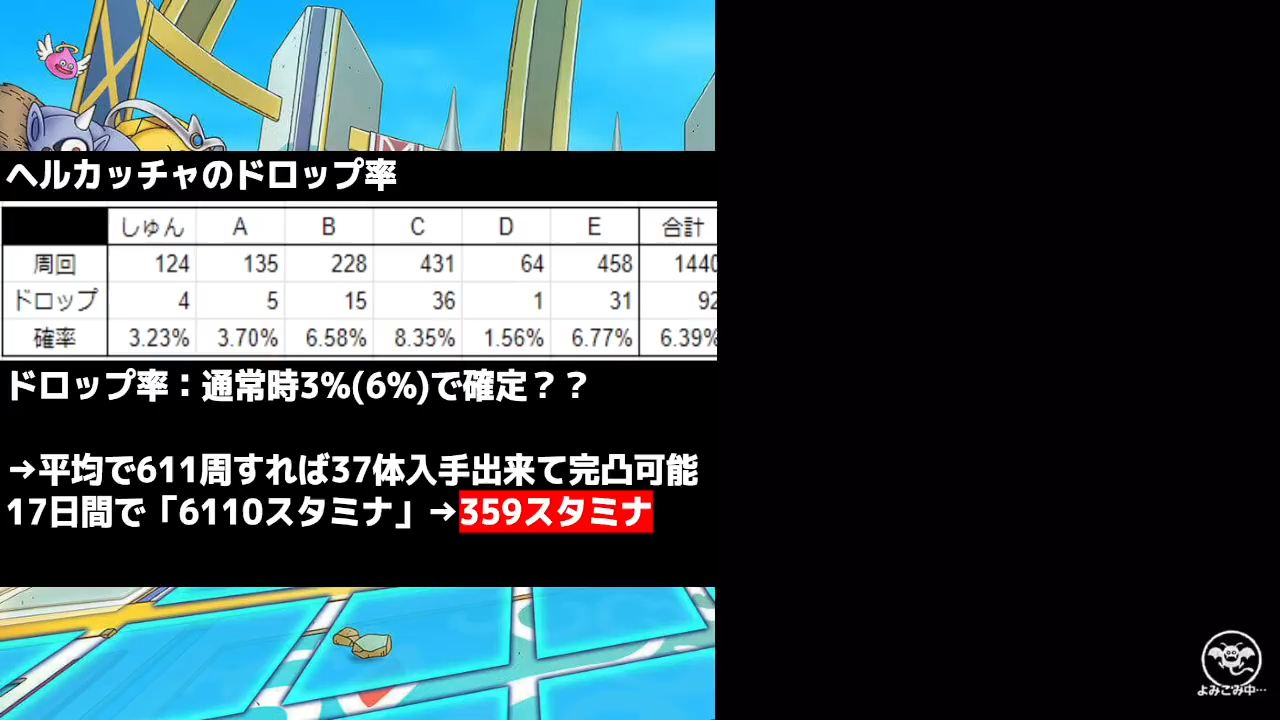 ヘルカッチャのドロップ率
しゅん A B C D E 合計
周回 124 135 228 431 64 458 1440
ドロップ 4 5 15 36 1 31 92
確率 3.23% 3.70% 6.58% 8.35% 1.56% 6.77% 6.39%
ドロップ率：通常時3%(6%)で確定？？
→平均で611周すれば37体入手出来て完凸可能
17日間で「6110スタミナ」→359スタミナ
よみこみ中…